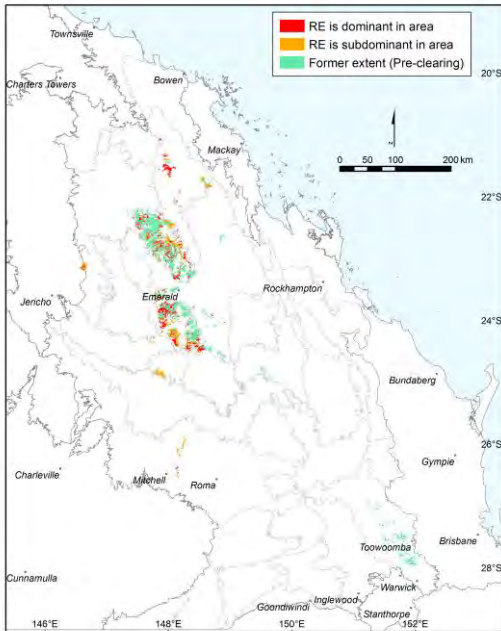 RE is dominant in area
RE is subdominant in area
Former extent (Pre-clearing)
Townsville
Charters Towers
Bowen
20°S
Mackay
0 50 100 200 km
22°S
Emerald
Rockhampton
Jericho
24°S
Bundaberg
26°S
Gympie
Charleville
Mitchell
Roma
Toowoomba
Brisbane
28°S
Cunnamulla
Warwick
Goondiwindi
Inglewood
Stanthorpe
146°E 148°E 150°E 152°E